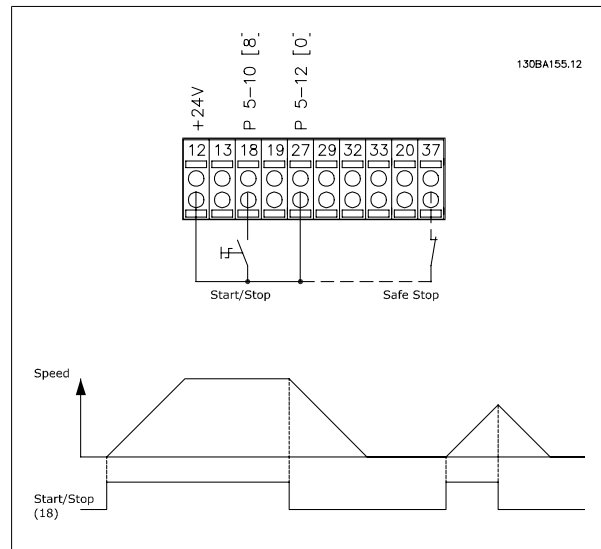 130BA155.12
+24V
P 5-10 [8]
P 5-12 [0]
12 13 18 19 27 29 32 33 20 37
Start/Stop
Safe Stop
Speed
Start/Stop
(18)